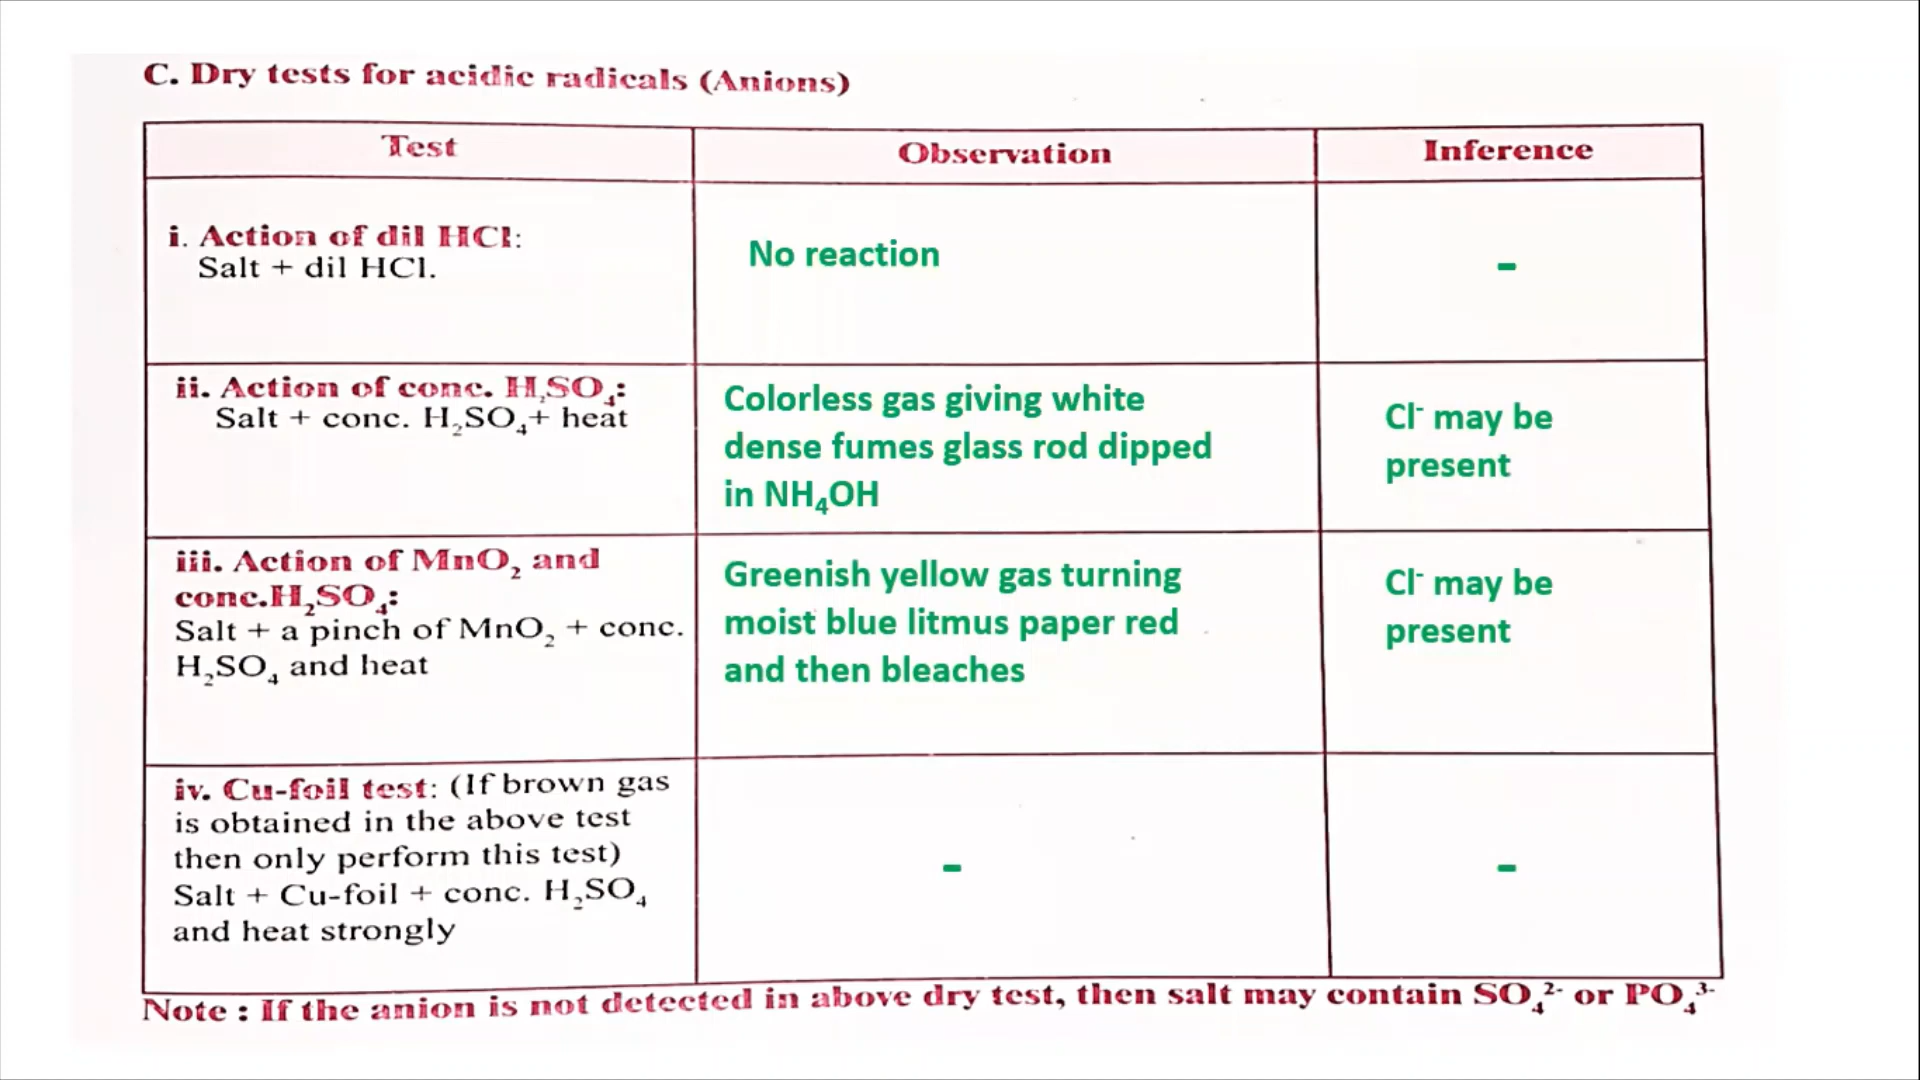 C. Dry tests for acidic radicals (Anions)
Test
Observation
Inference
i. Action of dil HCl:
Salt + dil HCl.
No reaction
-
ii. Action of conc. H₂SO₄:
Salt + conc. H₂SO₄+ heat
Colorless gas giving white
dense fumes glass rod dipped
in NH₄OH
Cl⁻ may be
present
iii. Action of MnO₂ and
conc.H₂SO₄:
Salt + a pinch of MnO₂ + conc.
H₂SO₄ and heat
Greenish yellow gas turning
moist blue litmus paper red
and then bleaches
Cl⁻ may be
present
iv. Cu-foil test: (If brown gas
is obtained in the above test
then only perform this test)
Salt + Cu-foil + conc. H₂SO₄
and heat strongly
-
-
Note : If the anion is not detected in above dry test, then salt may contain SO₄²⁻ or PO₄³⁻